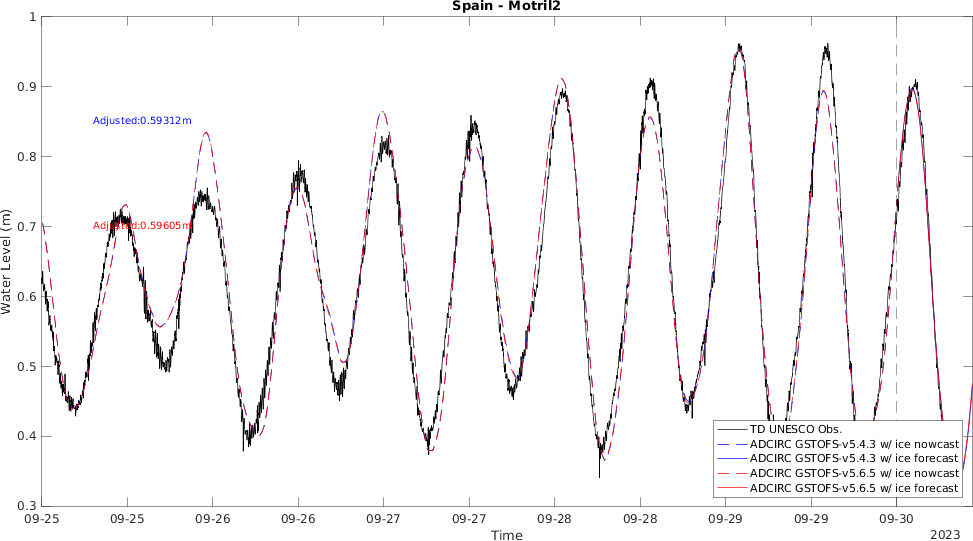 Spain - Motril2
1
0.9
0.8
0.7
0.6
0.5
0.4
0.3
Water Level (m)
Adjusted:0.59312m
Adjusted:0.59605m
TD UNESCO Obs.
ADCIRC GSTOFS-v5.4.3 w/ ice nowcast
ADCIRC GSTOFS-v5.4.3 w/ ice forecast
ADCIRC GSTOFS-v5.6.5 w/ ice nowcast
ADCIRC GSTOFS-v5.6.5 w/ ice forecast
09-25 09-25 09-26 09-26 09-27 09-27 09-28 09-28 09-29 09-29 09-30
Time
2023